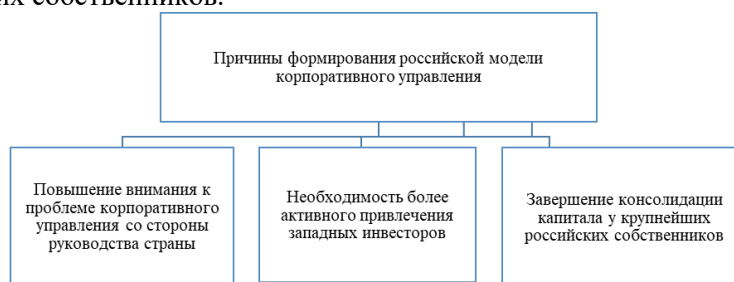 собственников.
Причины формирования российской модели
корпоративного управления
Повышение внимания к
проблеме корпоративного
управления со стороны
руководства страны
Необходимость более
активного привлечения
западных инвесторов
Завершение консолидации
капитала у крупнейших
российских собственников